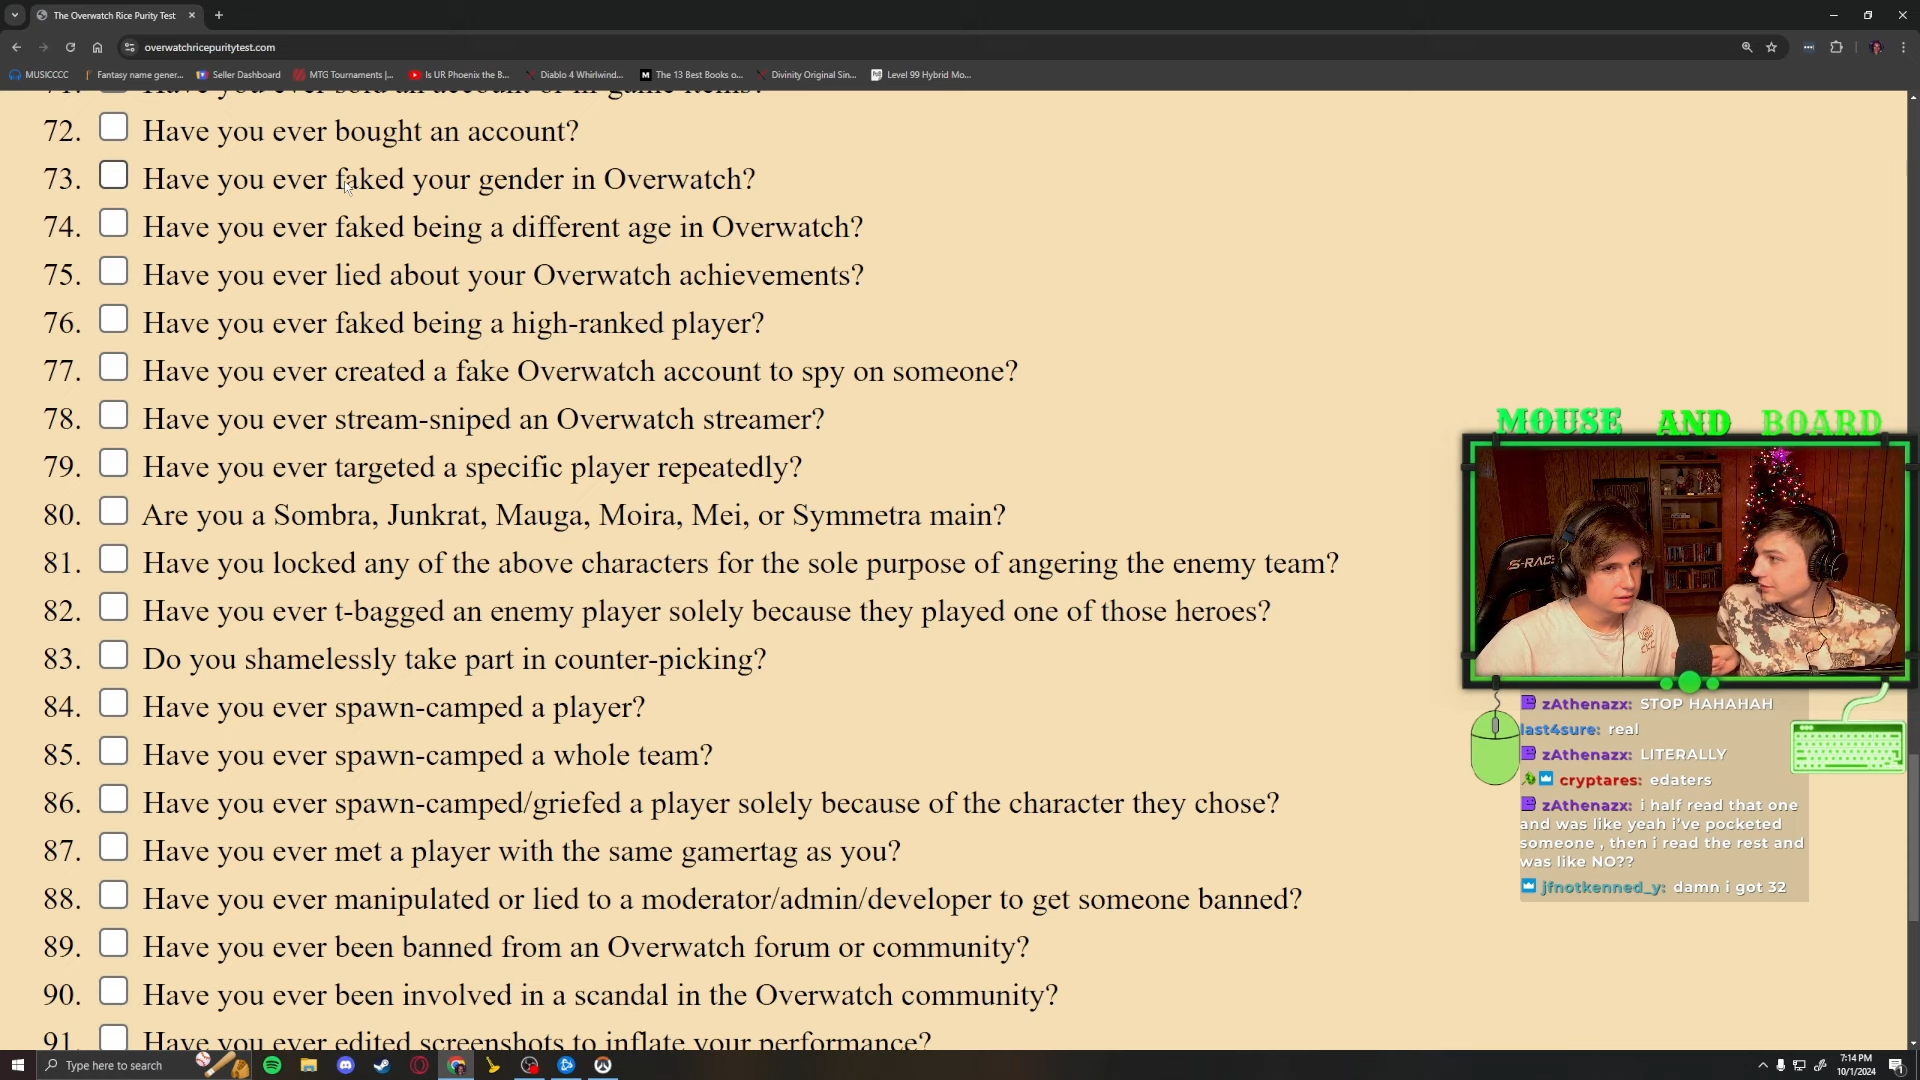 The Overwatch Rice Purity Test
overwatchricepuritytest.com
MUSICCCC
Fantasy name gener...
Seller Dashboard
MTG Tournaments |...
Is UR Phoenix the B...
Diablo 4 Whirlwind...
The 13 Best Books o...
Divinity Original Sin...
Level 99 Hybrid Mo...
71. Have you ever sold an account or in-game items?
72. Have you ever bought an account?
73. Have you ever faked your gender in Overwatch?
74. Have you ever faked being a different age in Overwatch?
75. Have you ever lied about your Overwatch achievements?
76. Have you ever faked being a high-ranked player?
77. Have you ever created a fake Overwatch account to spy on someone?
78. Have you ever stream-sniped an Overwatch streamer?
79. Have you ever targeted a specific player repeatedly?
80. Are you a Sombra, Junkrat, Mauga, Moira, Mei, or Symmetra main?
81. Have you locked any of the above characters for the sole purpose of angering the enemy team?
82. Have you ever t-bagged an enemy player solely because they played one of those heroes?
83. Do you shamelessly take part in counter-picking?
84. Have you ever spawn-camped a player?
85. Have you ever spawn-camped a whole team?
86. Have you ever spawn-camped/griefed a player solely because of the character they chose?
87. Have you ever met a player with the same gamertag as you?
88. Have you ever manipulated or lied to a moderator/admin/developer to get someone banned?
89. Have you ever been banned from an Overwatch forum or community?
90. Have you ever been involved in a scandal in the Overwatch community?
91. Have you ever edited screenshots to inflate your performance?
MOUSE AND BOARD
S-RAC
zAthenazx: STOP HAHAHAH
last4sure: real
zAthenazx: LITERALLY
cryptares: edaters
zAthenazx: i half read that one
and was like yeah i've pocketed
someone , then i read the rest and
was like NO??
jfnotkenned_y: damn i got 32
Type here to search
7:14 PM
10/1/2024